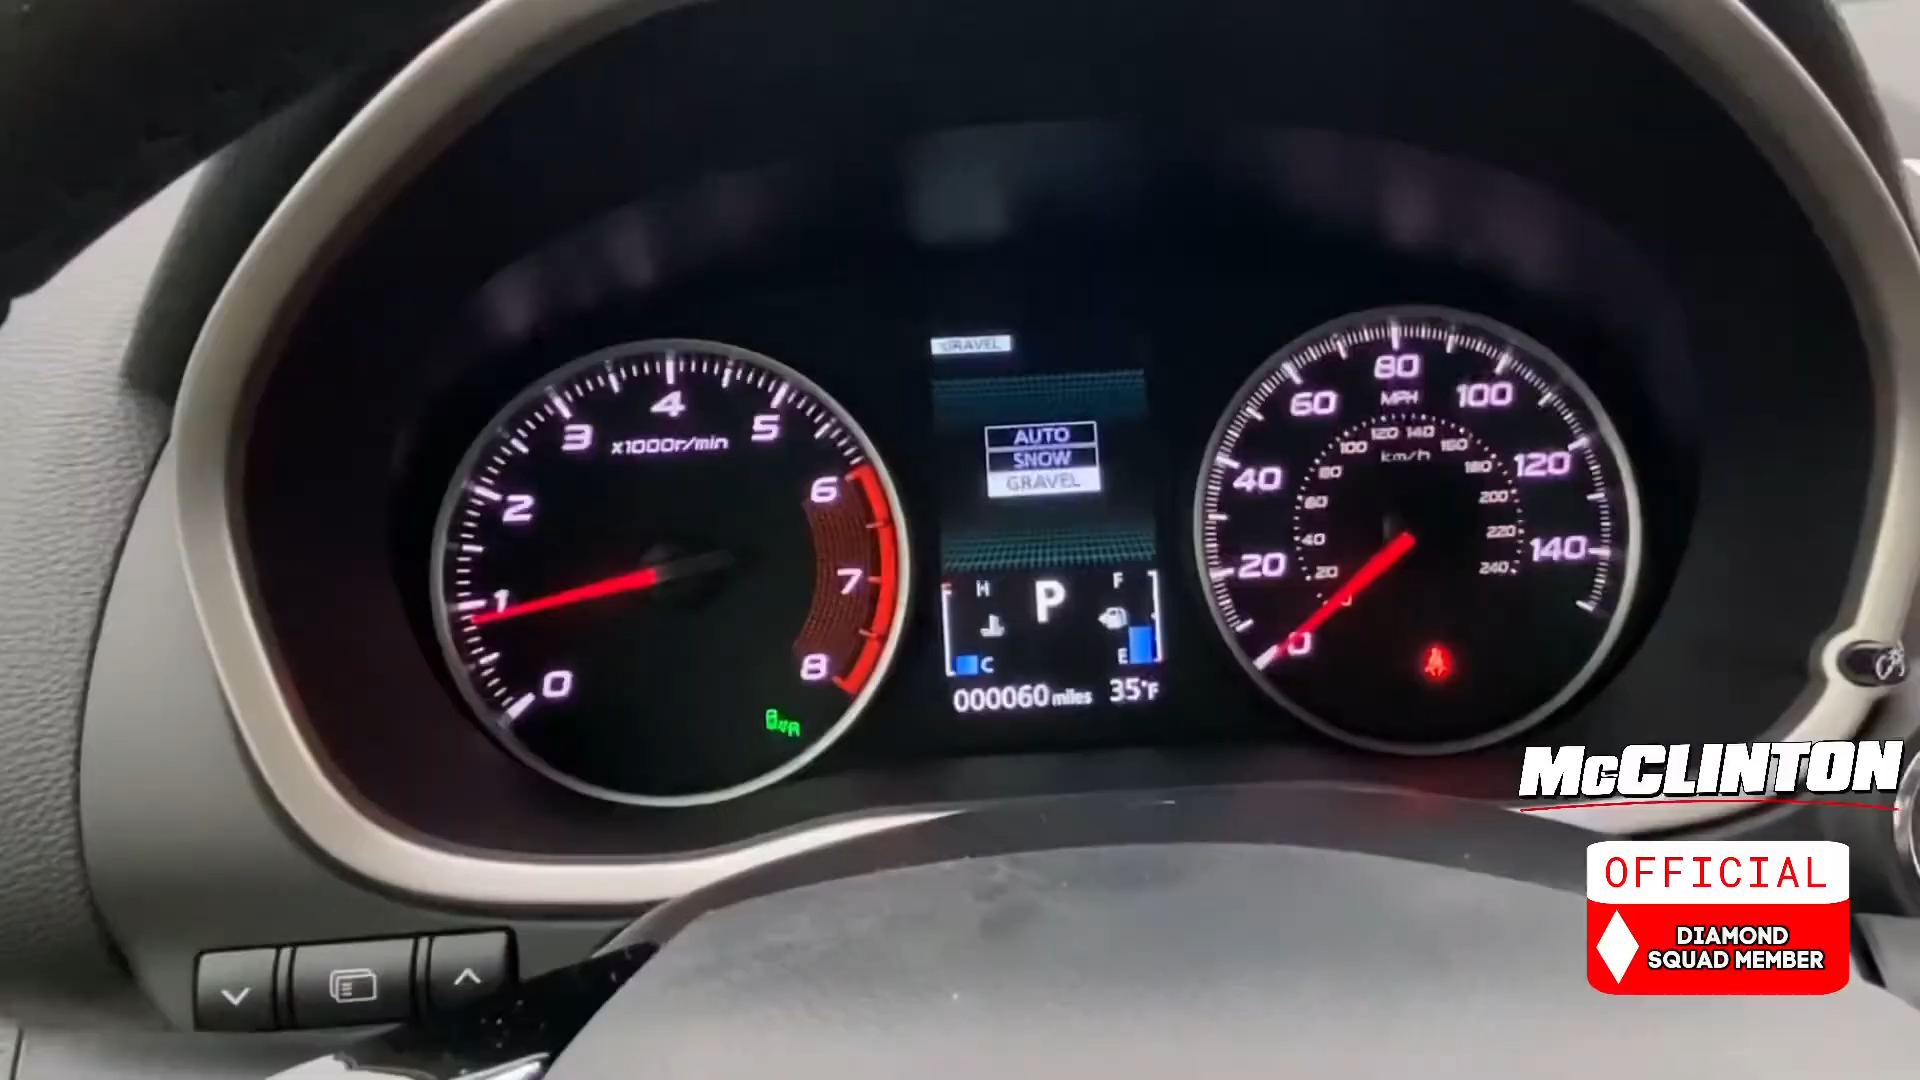 GRAVEL
AUTO
SNOW
GRAVEL
0
1
2
3
4
5
6
7
8
x1000r/min
H
C
P
F
E
000060 miles
35°F
0
20
40
60
80
100
120
140
MPH
km/h
0
20
40
60
80
100
120
140
160
180
200
220
240
McCLINTON
OFFICIAL
DIAMOND
SQUAD MEMBER